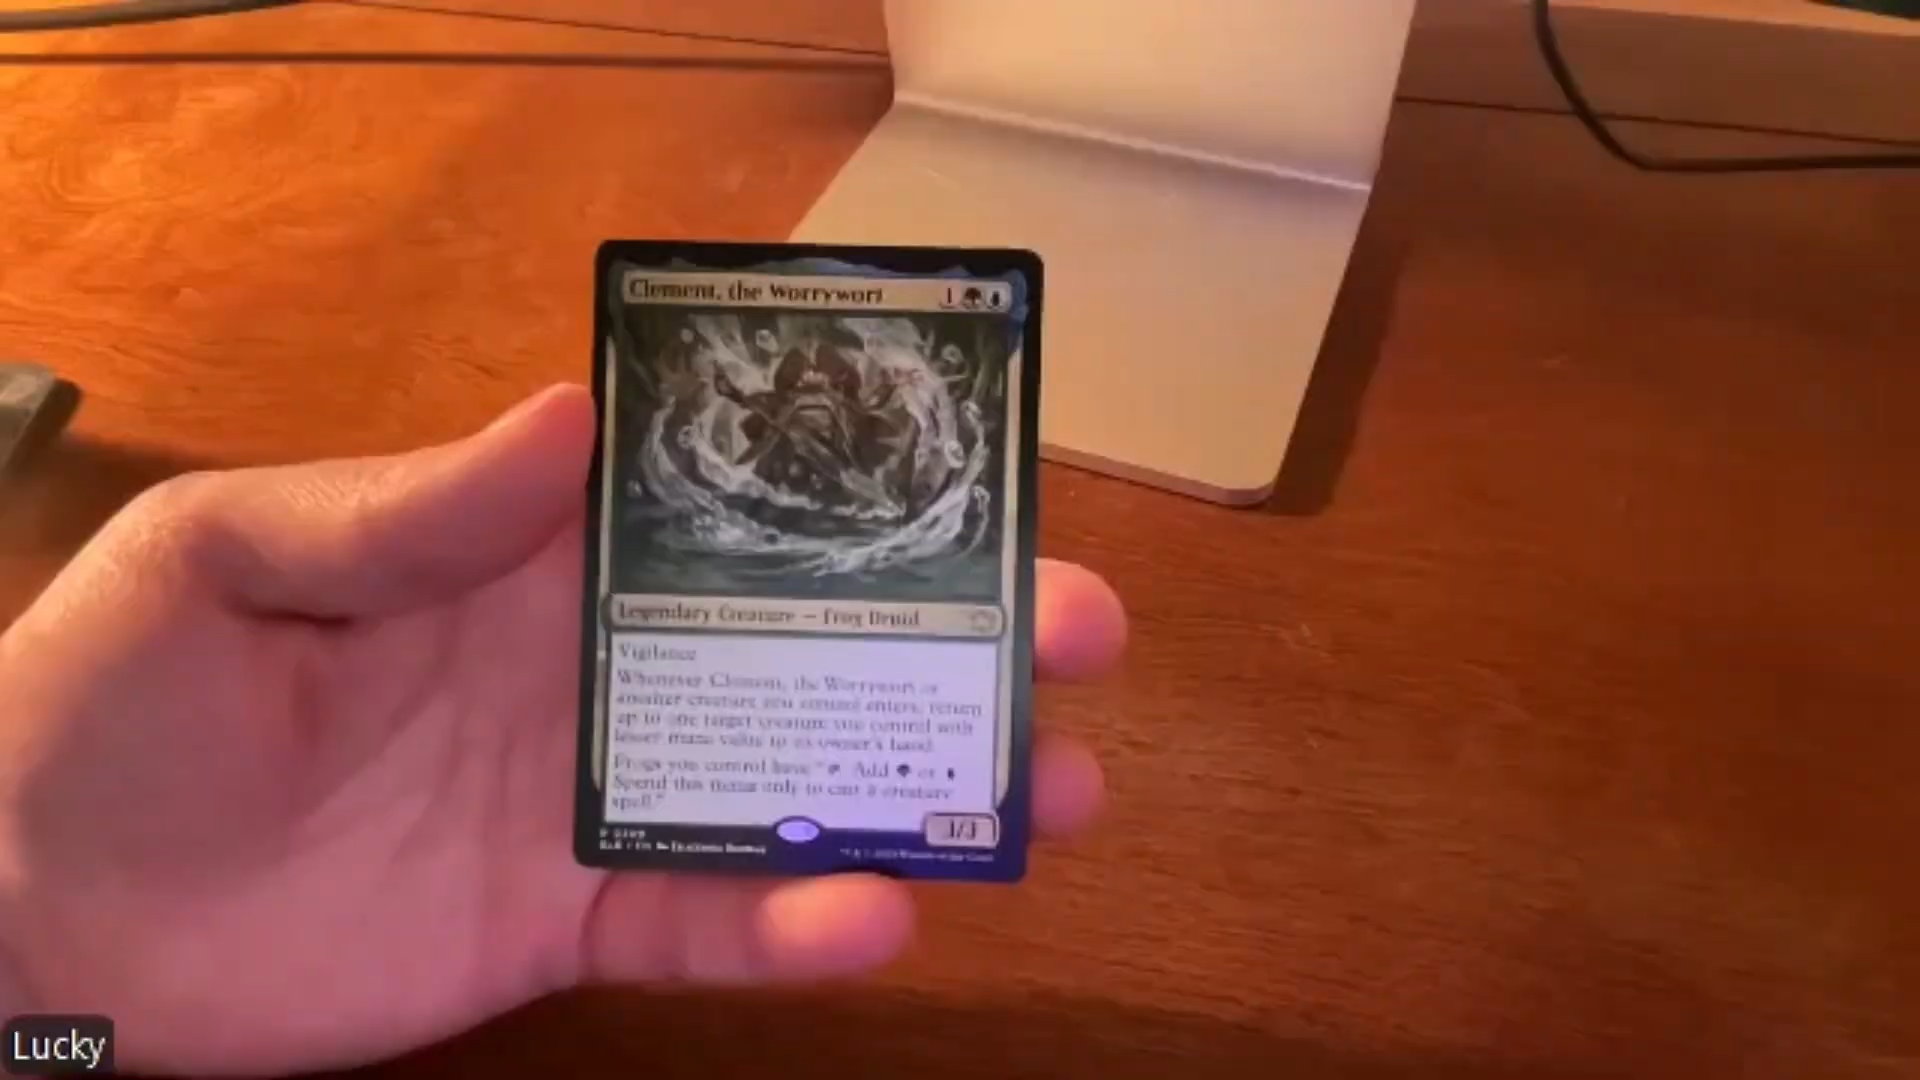 Clement, the Worrywort 1
Legendary Creature — Frog Druid
Vigilance
Whenever Clement, the Worrywort or
another creature you control enters, return
up to one target creature you control with
lesser mana value to its owner's hand.
Frogs you control have " Add or
Spend this mana only to cast a creature
spell."
3/3
Lucky